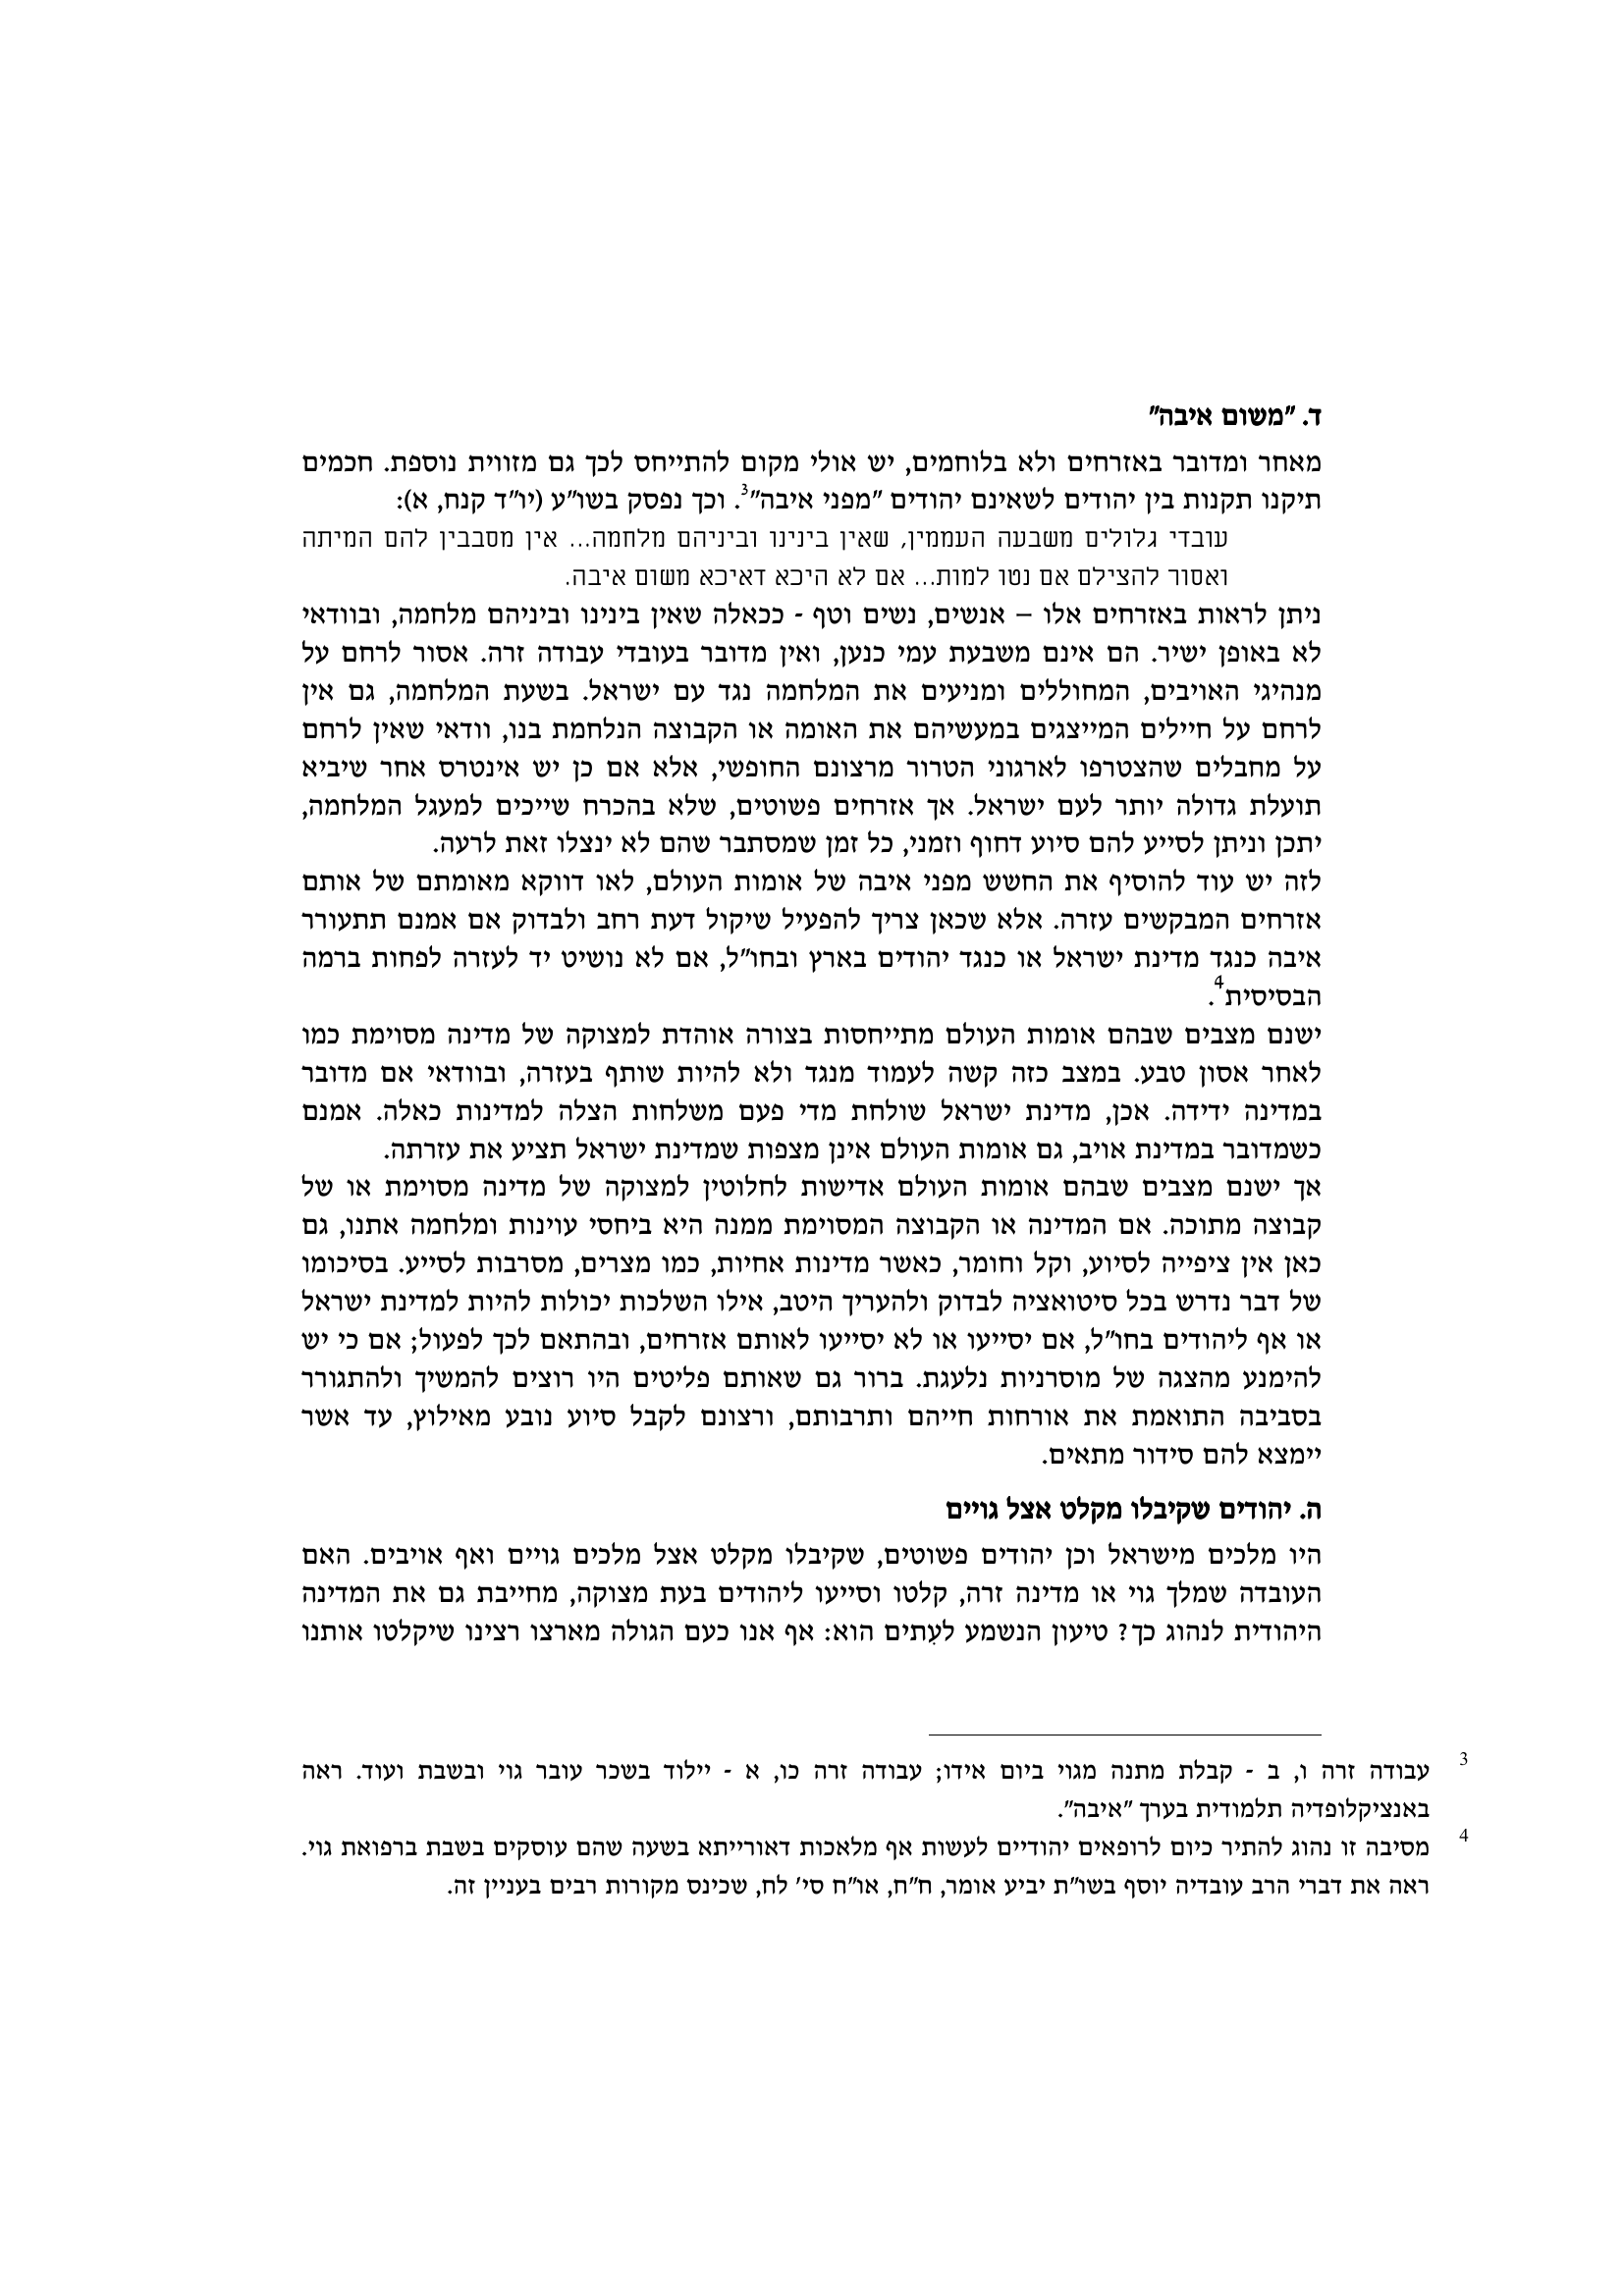 ד. "משום איבה"
מאחר ומדובר באזרחים ולא בלוחמים, יש אולי מקום להתייחס לכך גם מזווית נוספת. חכמים
תיקנו תקנות בין יהודים לשאינם יהודים "מפני איבה"3. וכך נפסק בשו"ע (יו"ד קנח, א):
עובדי גלולים משבעה העממין, שאין בינינו וביניהם מלחמה... אין מסבבין להם המיתה
ואסור להצילם אם נטו למות... אם לא היכא דאיכא משום איבה.
ניתן לראות באזרחים אלו – אנשים, נשים וטף - ככאלה שאין בינינו וביניהם מלחמה, ובוודאי
לא באופן ישיר. הם אינם משבעת עמי כנען, ואין מדובר בעובדי עבודה זרה. אסור לרחם על
מנהיגי האויבים, המחוללים ומניעים את המלחמה נגד עם ישראל. בשעת המלחמה, גם אין
לרחם על חיילים המייצגים במעשיהם את האומה או הקבוצה הנלחמת בנו, וודאי שאין לרחם
על מחבלים שהצטרפו לארגוני הטרור מרצונם החופשי, אלא אם כן יש אינטרס אחר שיביא
תועלת גדולה יותר לעם ישראל. אך אזרחים פשוטים, שלא בהכרח שייכים למעגל המלחמה,
יתכן וניתן לסייע להם סיוע דחוף וזמני, כל זמן שמסתבר שהם לא ינצלו זאת לרעה.
לזה יש עוד להוסיף את החשש מפני איבה של אומות העולם, לאו דווקא מאומתם של אותם
אזרחים המבקשים עזרה. אלא שכאן צריך להפעיל שיקול דעת רחב ולבדוק אם אמנם תתעורר
איבה כנגד מדינת ישראל או כנגד יהודים בארץ ובחו"ל, אם לא נושיט יד לעזרה לפחות ברמה
הבסיסית4.
ישנם מצבים שבהם אומות העולם מתייחסות בצורה אוהדת למצוקה של מדינה מסוימת כמו
לאחר אסון טבע. במצב כזה קשה לעמוד מנגד ולא להיות שותף בעזרה, ובוודאי אם מדובר
במדינה ידידה. אכן, מדינת ישראל שולחת מדי פעם משלחות הצלה למדינות כאלה. אמנם
כשמדובר במדינת אויב, גם אומות העולם אינן מצפות שמדינת ישראל תציע את עזרתה.
אך ישנם מצבים שבהם אומות העולם אדישות לחלוטין למצוקה של מדינה מסוימת או של
קבוצה מתוכה. אם המדינה או הקבוצה המסוימת ממנה היא ביחסי עוינות ומלחמה אתנו, גם
כאן אין ציפייה לסיוע, וקל וחומר, כאשר מדינות אחיות, כמו מצרים, מסרבות לסייע. בסיכומו
של דבר נדרש בכל סיטואציה לבדוק ולהעריך היטב, אילו השלכות יכולות להיות למדינת ישראל
או אף ליהודים בחו"ל, אם יסייעו או לא יסייעו לאותם אזרחים, ובהתאם לכך לפעול; אם כי יש
להימנע מהצגה של מוסרניות נלעגת. ברור גם שאותם פליטים היו רוצים להמשיך ולהתגורר
בסביבה התואמת את אורחות חייהם ותרבותם, ורצונם לקבל סיוע נובע מאילוץ, עד אשר
יימצא להם סידור מתאים.
ה. יהודים שקיבלו מקלט אצל גויים
היו מלכים מישראל וכן יהודים פשוטים, שקיבלו מקלט אצל מלכים גויים ואף אויבים. האם
העובדה שמלך גוי או מדינה זרה, קלטו וסייעו ליהודים בעת מצוקה, מחייבת גם את המדינה
היהודית לנהוג כך? טיעון הנשמע לעִתים הוא: אף אנו כעם הגולה מארצו רצינו שיקלטו אותנו
3 עבודה זרה ו, ב - קבלת מתנה מגוי ביום אידו; עבודה זרה כו, א - יילוד בשכר עובר גוי ובשבת ועוד. ראה
באנציקלופדיה תלמודית בערך "איבה".
4 מסיבה זו נהוג להתיר כיום לרופאים יהודיים לעשות אף מלאכות דאורייתא בשעה שהם עוסקים בשבת ברפואת גוי.
ראה את דברי הרב עובדיה יוסף בשו"ת יביע אומר, ח"ח, או"ח סי' לח, שכינס מקורות רבים בעניין זה.